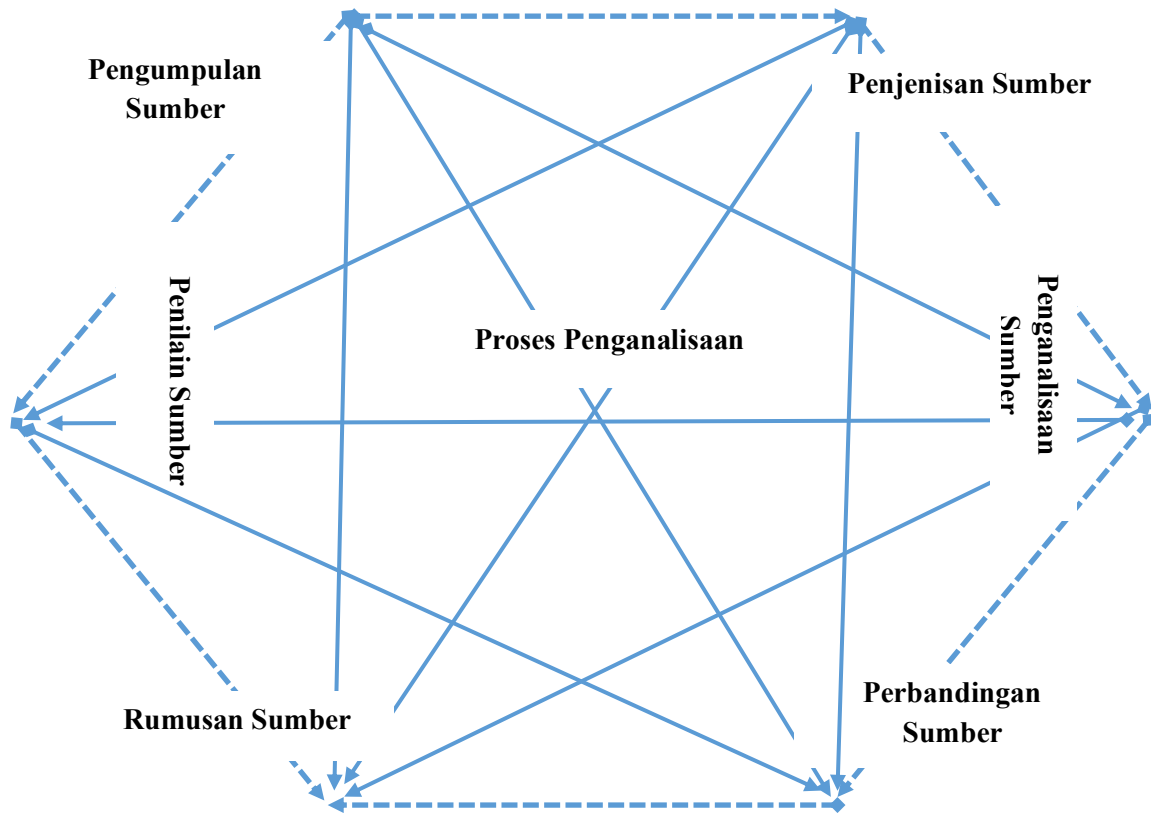 Pengumpulan
Sumber
Penjenisan Sumber
Penilain Sumber
Proses Penganalisaan
Penganalisaan
Sumber
Rumusan Sumber
Perbandingan
Sumber